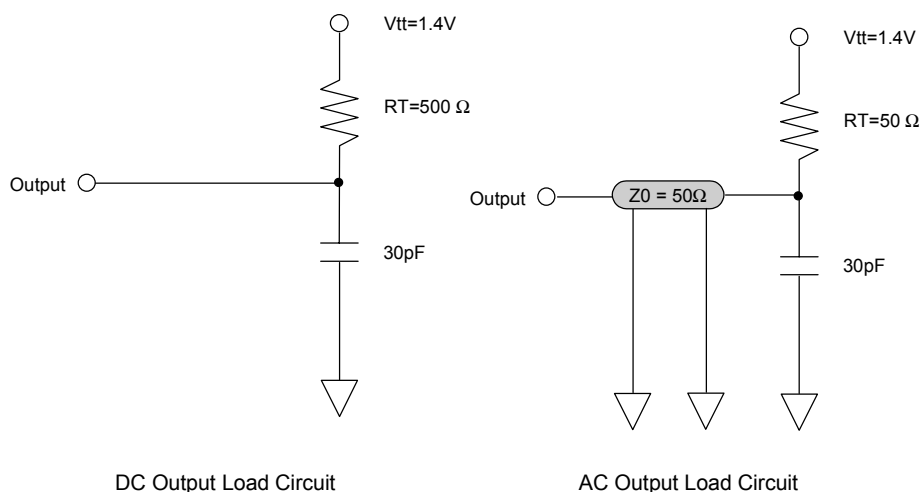 Vtt=1.4V
RT=500 Ω
Output
30pF
DC Output Load Circuit
Vtt=1.4V
RT=50 Ω
Output
Z0 = 50Ω
30pF
AC Output Load Circuit